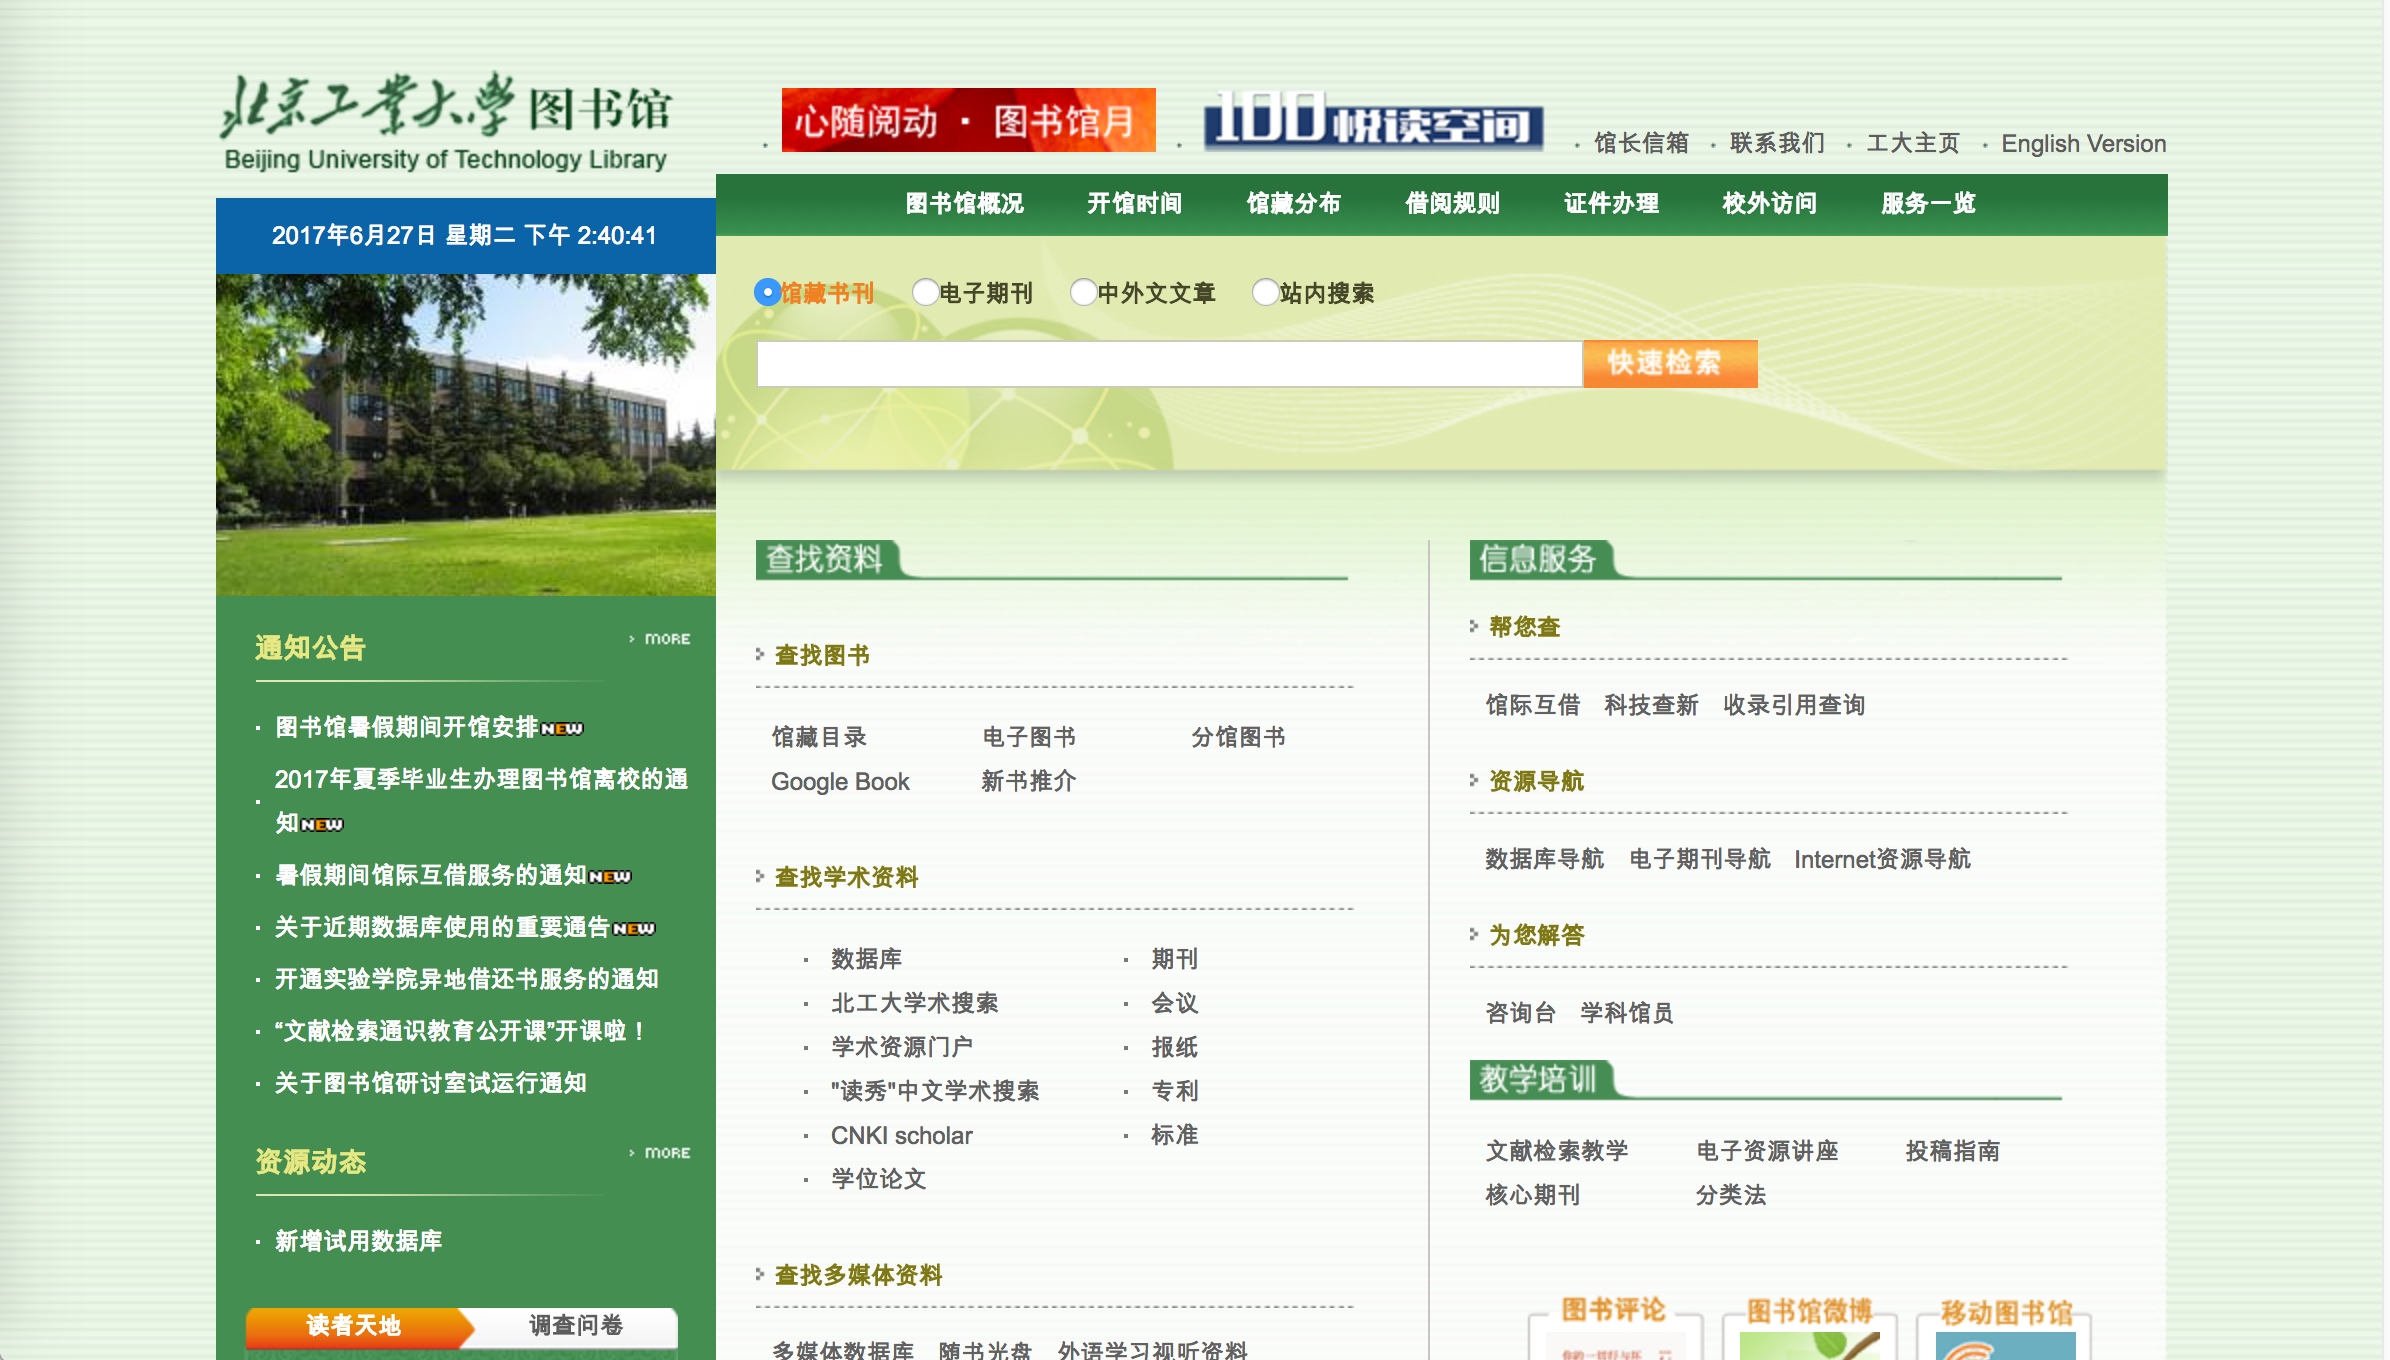 北京工业大学图书馆
Beijing University of Technology Library
心随阅动 · 图书馆月
100悦读空间
· 馆长信箱 · 联系我们 · 工大主页 · English Version
图书馆概况 开馆时间 馆藏分布 借阅规则 证件办理 校外访问 服务一览
2017年6月27日 星期二 下午 2:40:41
馆藏书刊 电子期刊 中外文文章 站内搜索
快速检索
通知公告
MORE
· 图书馆暑假期间开馆安排NEW
· 2017年夏季毕业生办理图书馆离校的通
知NEW
· 暑假期间馆际互借服务的通知NEW
· 关于近期数据库使用的重要通告NEW
· 开通实验学院异地借还书服务的通知
· “文献检索通识教育公开课”开课啦！
· 关于图书馆研讨室试运行通知
资源动态
MORE
· 新增试用数据库
读者天地 调查问卷
查找资料
查找图书
馆藏目录 电子图书 分馆图书
Google Book 新书推介
查找学术资料
· 数据库 · 期刊
· 北工大学术搜索 · 会议
· 学术资源门户 · 报纸
· "读秀"中文学术搜索 · 专利
· CNKI scholar · 标准
· 学位论文
查找多媒体资料
多媒体数据库 随书光盘 外语学习视听资料
信息服务
帮您查
馆际互借 科技查新 收录引用查询
资源导航
数据库导航 电子期刊导航 Internet资源导航
为您解答
咨询台 学科馆员
教学培训
文献检索教学 电子资源讲座 投稿指南
核心期刊 分类法
图书评论 图书馆微博 移动图书馆